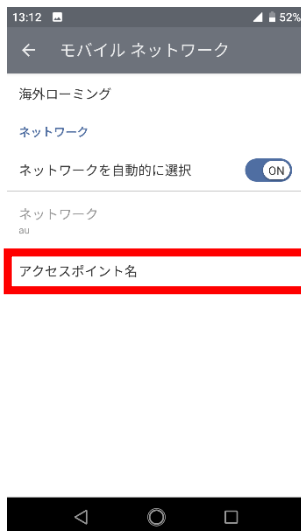 13:12 52%
モバイル ネットワーク
海外ローミング
ネットワーク
ネットワークを自動的に選択 ON
ネットワーク
au
アクセスポイント名